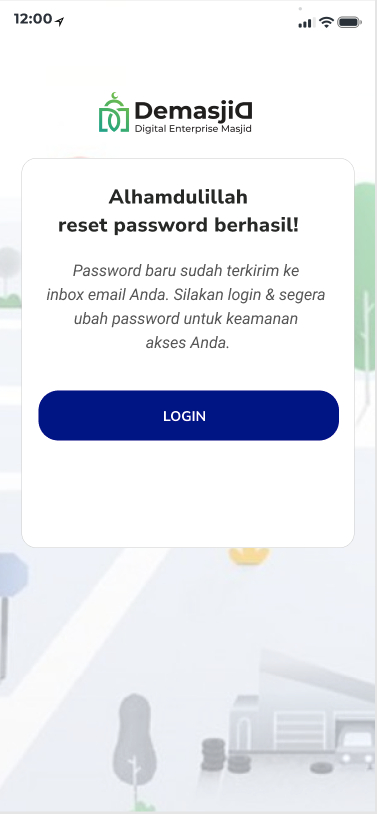 12:00
DemasjiD
Digital Enterprise Masjid
Alhamdulillah
reset password berhasil!
Password baru sudah terkirim ke
inbox email Anda. Silakan login & segera
ubah password untuk keamanan
akses Anda.
LOGIN